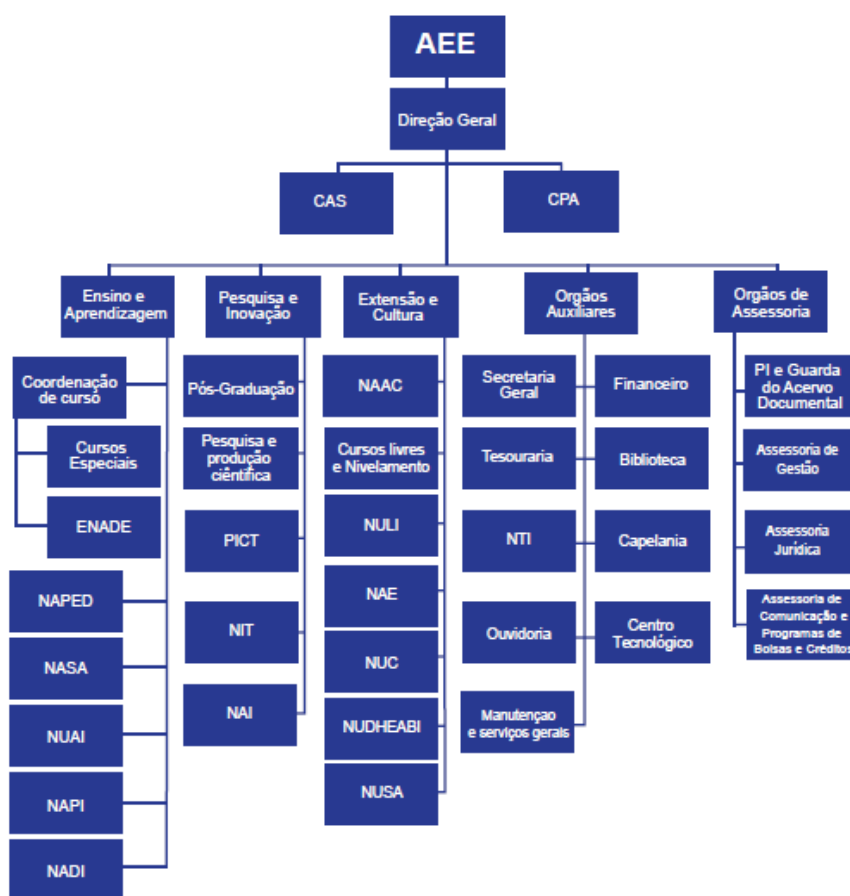 AEE
Direção Geral
CAS
CPA
Ensino e
Aprendizagem
Pesquisa e
Inovação
Extensão e
Cultura
Orgãos
Auxiliares
Orgãos de
Assessoria
Coordenação
de curso
Cursos
Especiais
ENADE
NAPED
NASA
NUAI
NAPI
NADI
Pós-Graduação
Pesquisa e
produção
ciêntífica
PICT
NIT
NAI
NAAC
Cursos livres
e Nivelamento
NULI
NAE
NUC
NUDHEABI
NUSA
Secretaria
Geral
Financeiro
Tesouraria
Biblioteca
NTI
Capelania
Ouvidoria
Centro
Tecnológico
Manutençao
e serviços gerais
PI e Guarda
do Acervo
Documental
Assessoria de
Gestão
Assessoria
Jurídica
Assessoria de
Comunicação e
Programas de
Bolsas e Créditos